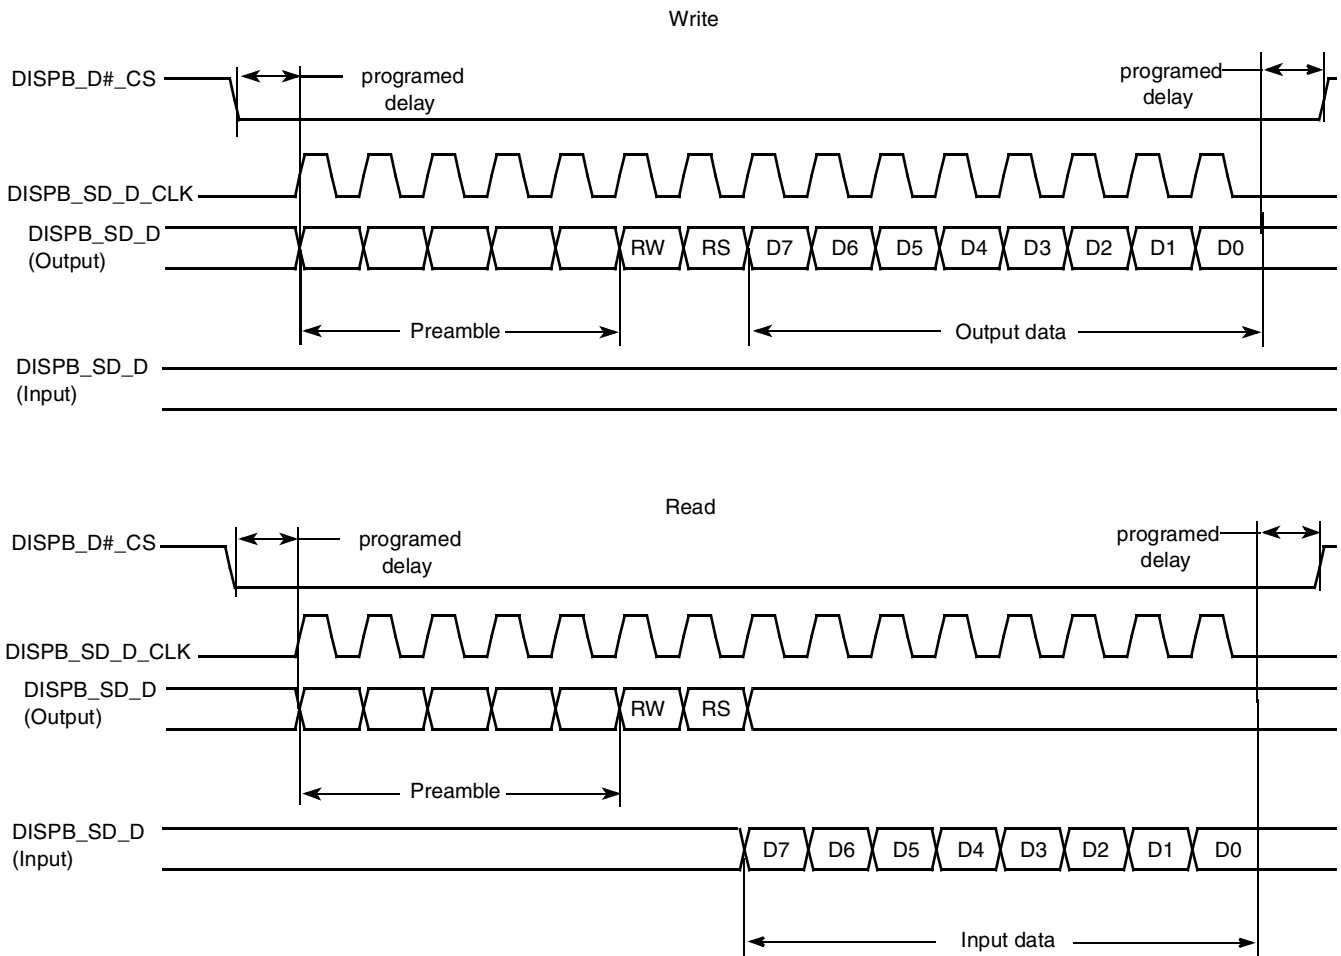 Write
DISPB_D#_CS
programed
delay
programed
delay
DISPB_SD_D_CLK
DISPB_SD_D
(Output)
RW RS D7 D6 D5 D4 D3 D2 D1 D0
Preamble
Output data
DISPB_SD_D
(Input)
Read
DISPB_D#_CS
programed
delay
programed
delay
DISPB_SD_D_CLK
DISPB_SD_D
(Output)
RW RS
Preamble
DISPB_SD_D
(Input)
D7 D6 D5 D4 D3 D2 D1 D0
Input data